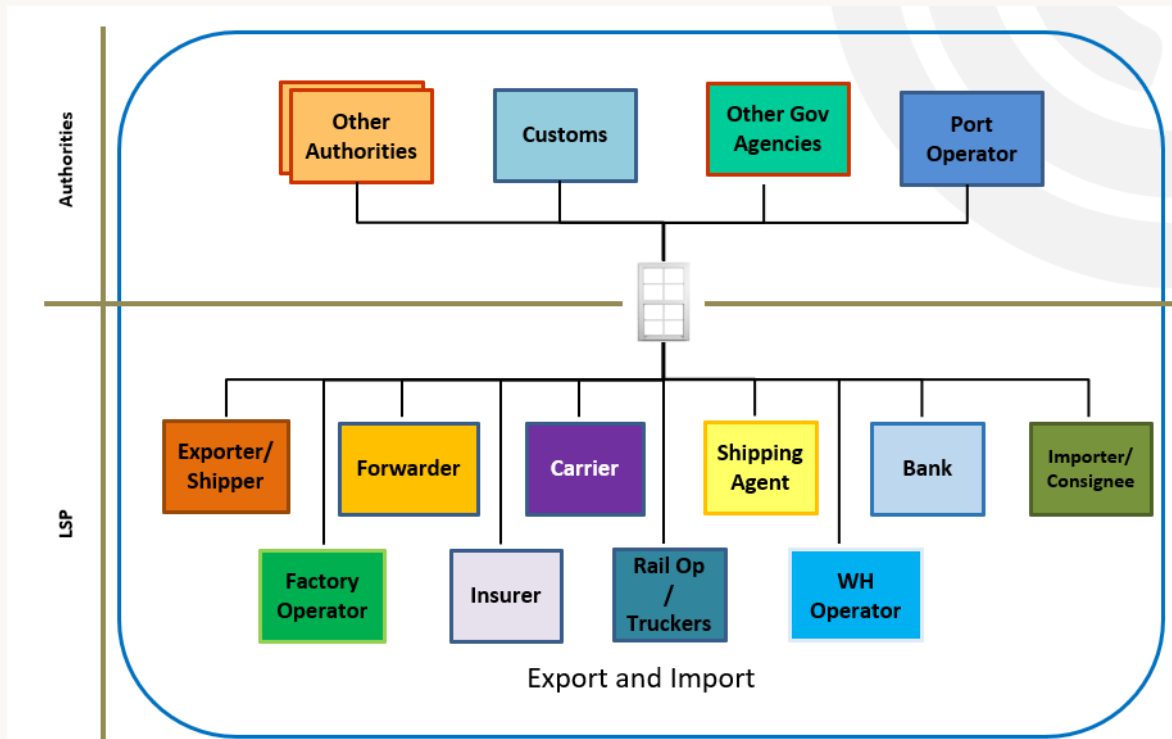 Authorities
Other
Authorities
Customs
Other Gov
Agencies
Port
Operator
LSP
Exporter/
Shipper
Forwarder
Carrier
Shipping
Agent
Bank
Importer/
Consignee
Factory
Operator
Insurer
Rail Op
/
Truckers
WH
Operator
Export and Import